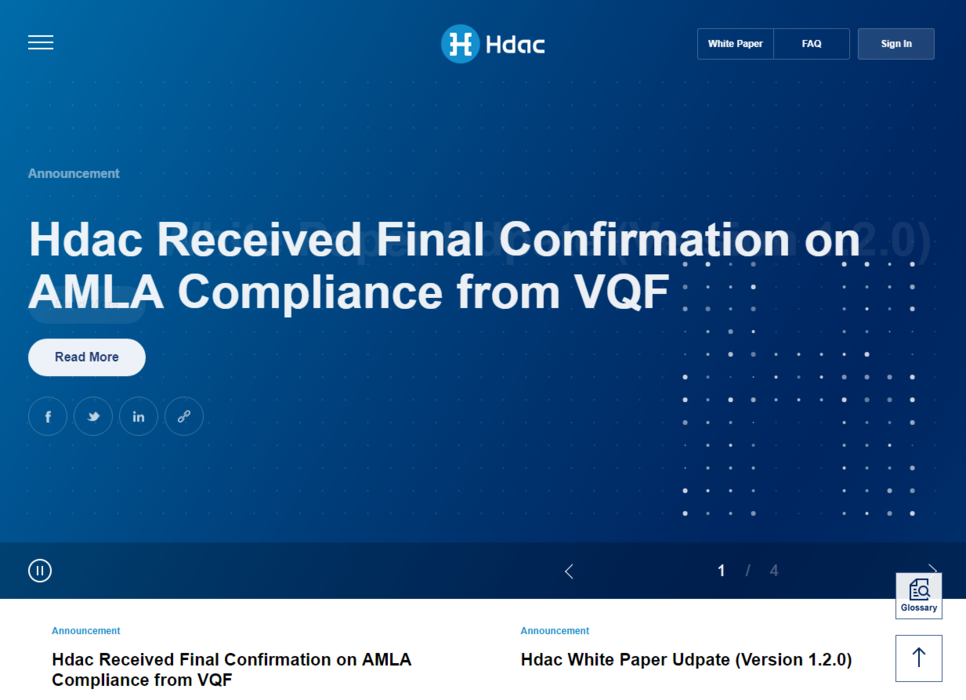 Hdac
White Paper
FAQ
Sign In
Announcement
Hdac Received Final Confirmation on
AMLA Compliance from VQF
Read More
1 / 4
Glossary
Announcement
Hdac Received Final Confirmation on AMLA
Compliance from VQF
Announcement
Hdac White Paper Udpate (Version 1.2.0)